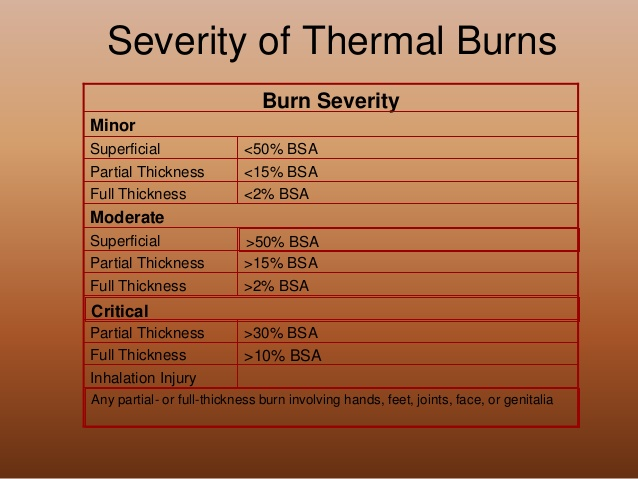 Severity of Thermal Burns
Burn Severity
Minor
Superficial <50% BSA
Partial Thickness <15% BSA
Full Thickness <2% BSA
Moderate
Superficial >50% BSA
Partial Thickness >15% BSA
Full Thickness >2% BSA
Critical
Partial Thickness >30% BSA
Full Thickness >10% BSA
Inhalation Injury
Any partial- or full-thickness burn involving hands, feet, joints, face, or genitalia